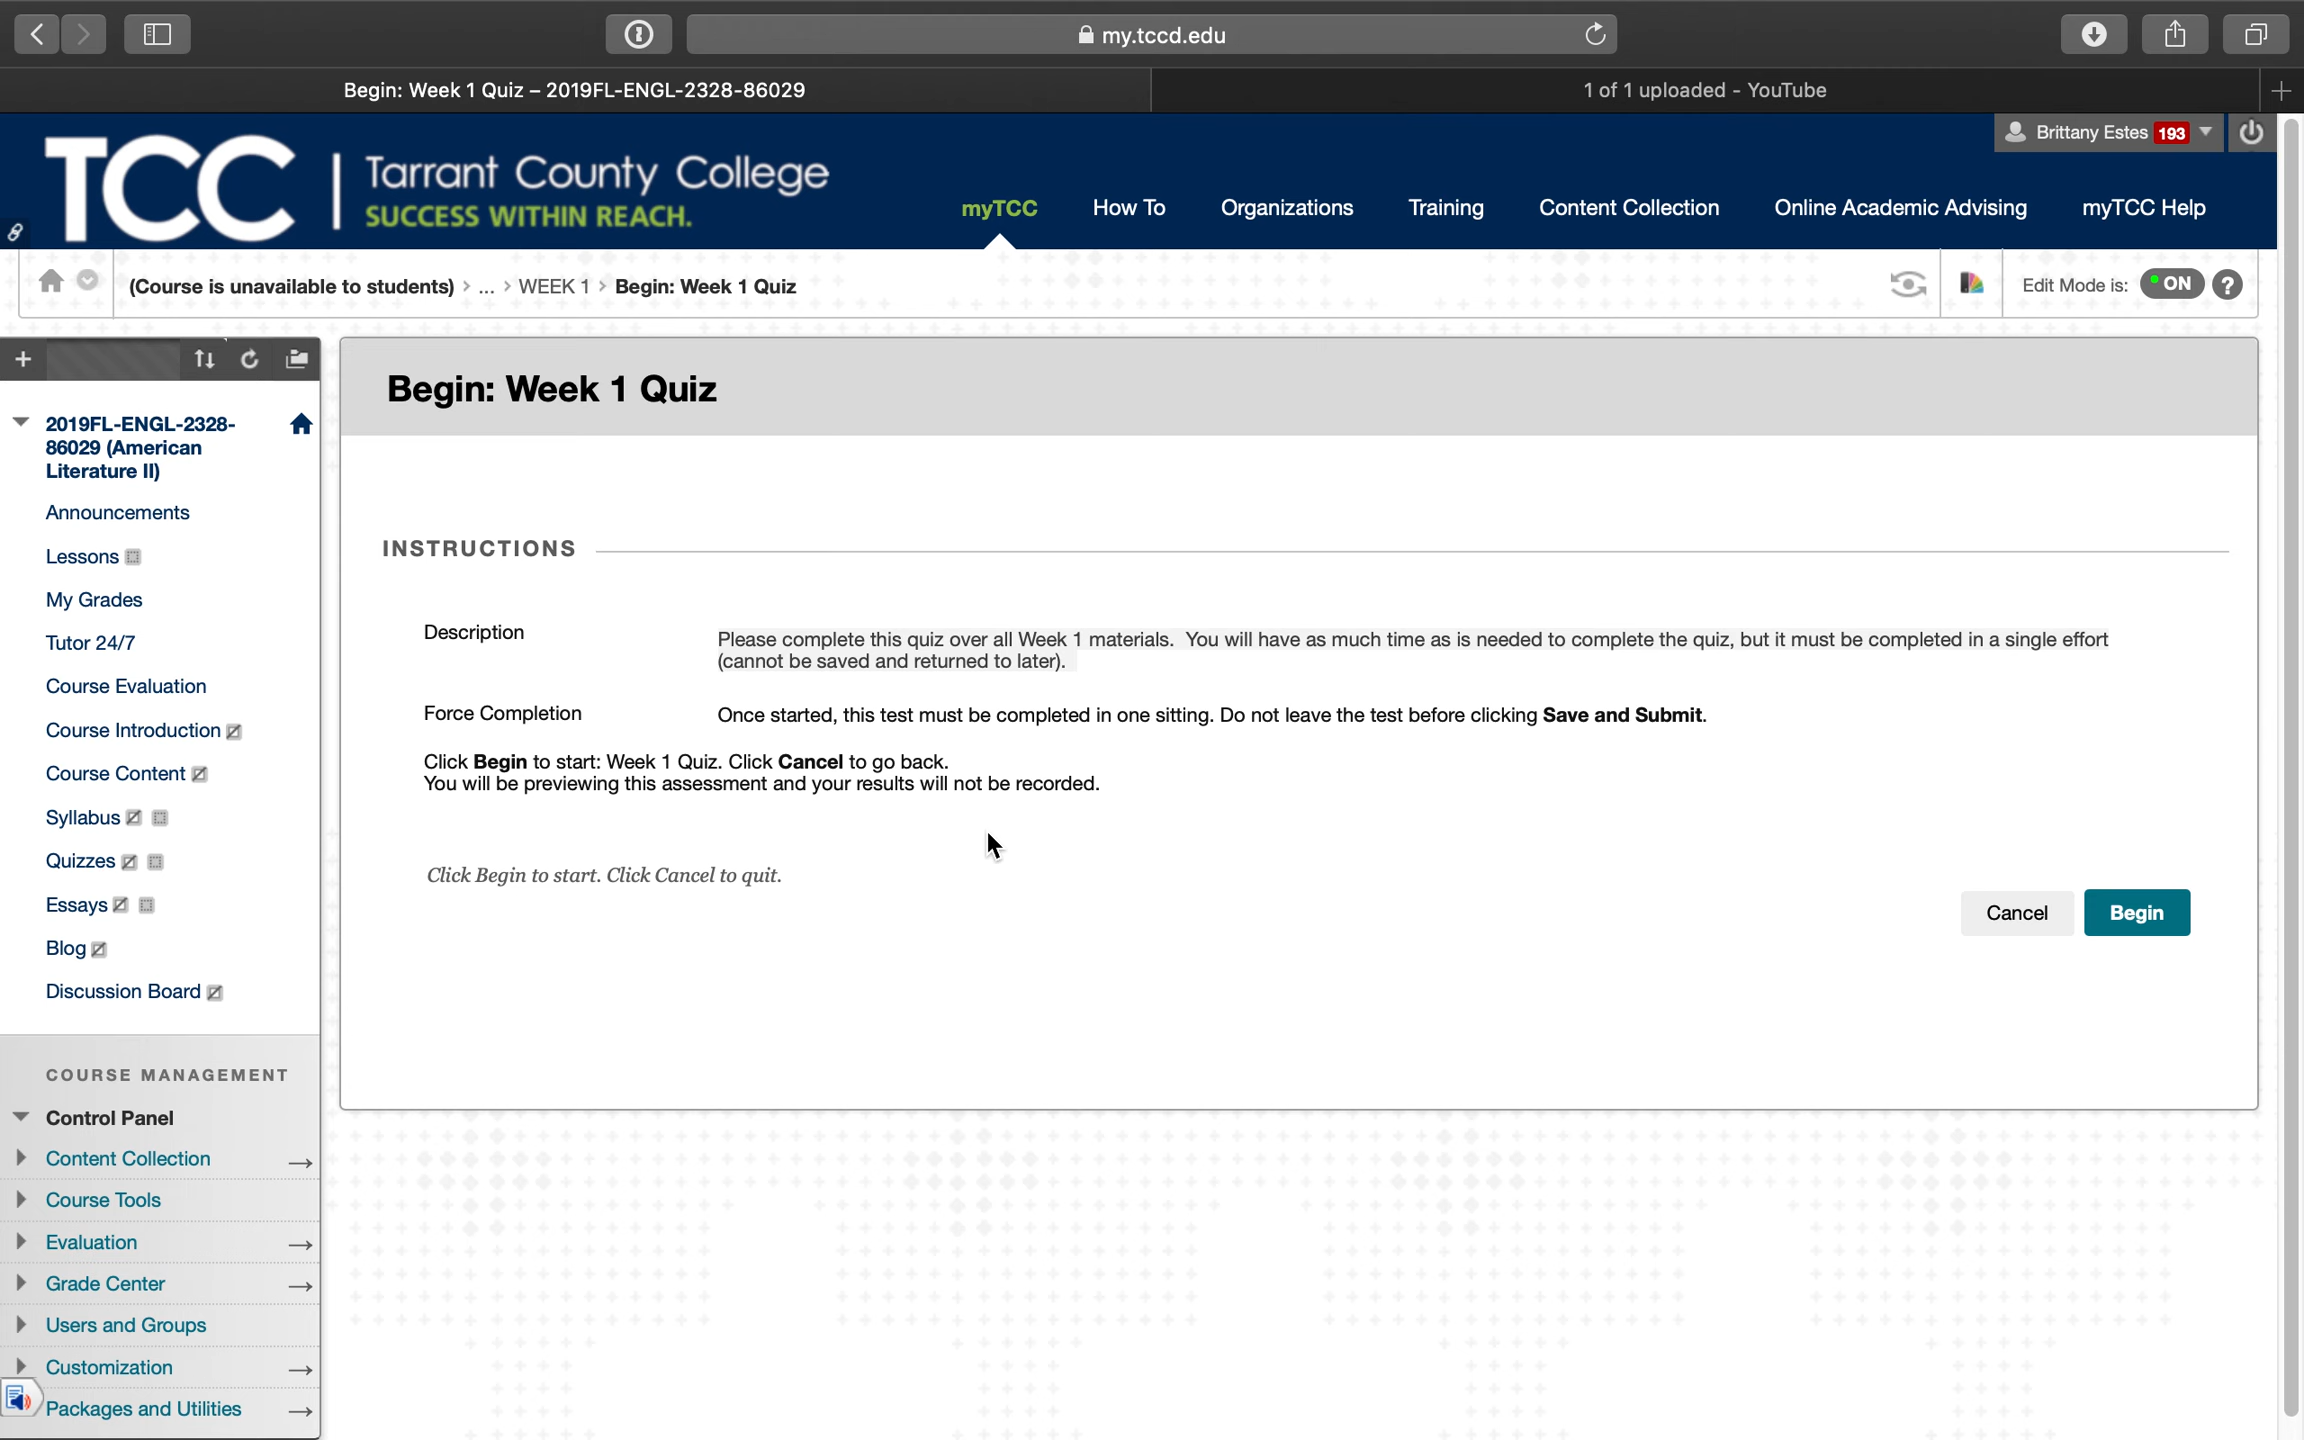 my.tccd.edu
Begin: Week 1 Quiz – 2019FL-ENGL-2328-86029
1 of 1 uploaded - YouTube
Brittany Estes 193
TCC | Tarrant County College
SUCCESS WITHIN REACH.
myTCC
How To
Organizations
Training
Content Collection
Online Academic Advising
myTCC Help
(Course is unavailable to students) > ... > WEEK 1 > Begin: Week 1 Quiz
Edit Mode is: ON ?
2019FL-ENGL-2328-
86029 (American
Literature II)
Announcements
Lessons
My Grades
Tutor 24/7
Course Evaluation
Course Introduction
Course Content
Syllabus
Quizzes
Essays
Blog
Discussion Board
COURSE MANAGEMENT
Control Panel
Content Collection
Course Tools
Evaluation
Grade Center
Users and Groups
Customization
Packages and Utilities
Begin: Week 1 Quiz
INSTRUCTIONS
Description
Please complete this quiz over all Week 1 materials.  You will have as much time as is needed to complete the quiz, but it must be completed in a single effort
(cannot be saved and returned to later).
Force Completion
Once started, this test must be completed in one sitting. Do not leave the test before clicking Save and Submit.
Click Begin to start: Week 1 Quiz. Click Cancel to go back.
You will be previewing this assessment and your results will not be recorded.
Click Begin to start. Click Cancel to quit.
Cancel
Begin